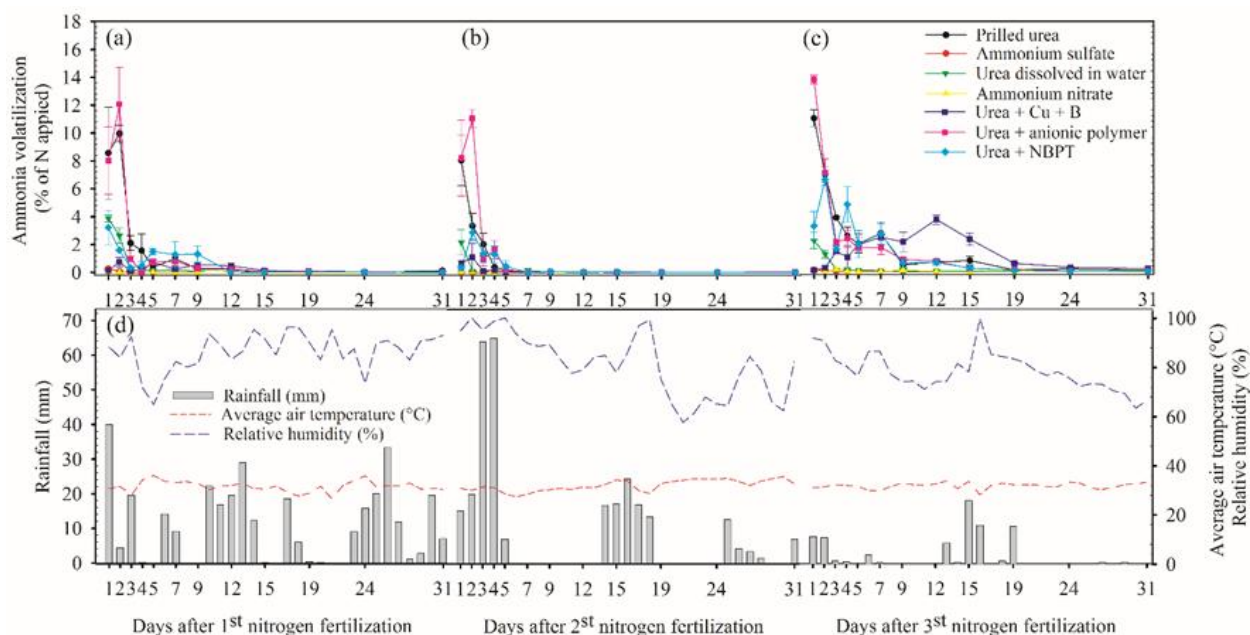 18
16
14
12
10
8
6
4
2
0
Ammonia volatilization
(% of N appied)
(a)
(b)
(c)
Prilled urea
Ammonium sulfate
Urea dissolved in water
Ammonium nitrate
Urea + Cu + B
Urea + anionic polymer
Urea + NBPT
1 2 3 4 5 7 9 12 15 19 24 31
1 2 3 4 5 7 9 12 15 19 24 31
1 2 3 4 5 7 9 12 15 19 24 31
70
60
50
40
30
20
10
0
Rainfall (mm)
(d)
Rainfall (mm)
Average air temperature (°C)
Relative humidity (%)
100
80
60
40
20
0
Average air temperature (°C)
Relative humidity (%)
1 2 3 4 5 7 9 12 15 19 24 31
1 2 3 4 5 7 9 12 15 19 24 31
1 2 3 4 5 7 9 12 15 19 24 31
Days after 1st nitrogen fertilization
Days after 2st nitrogen fertilization
Days after 3st nitrogen fertilization